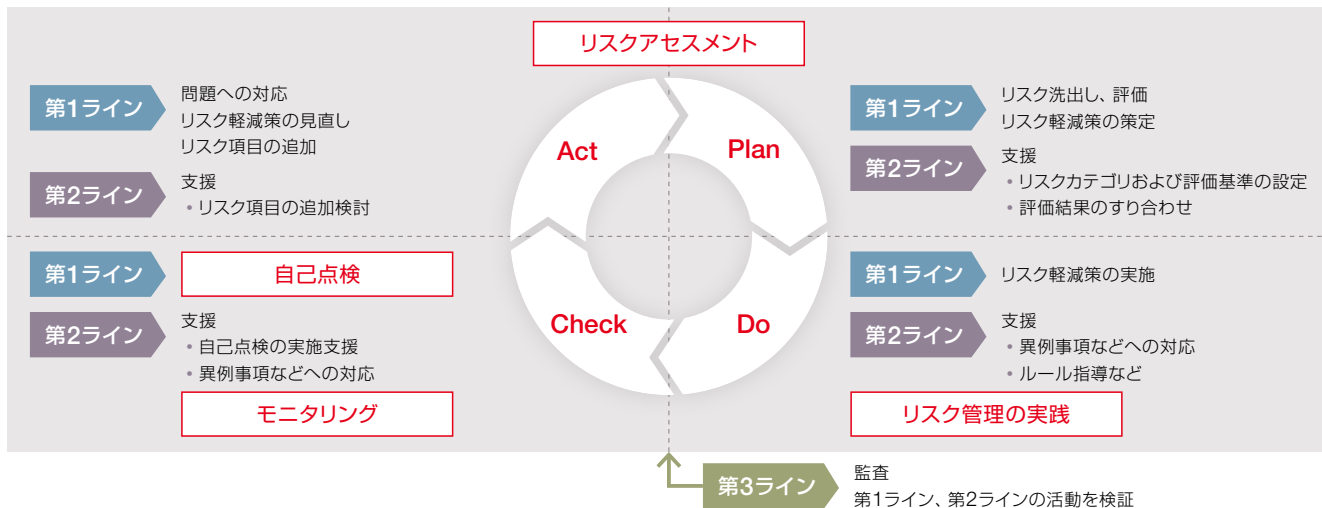 リスクアセスメント
第1ライン
問題への対応
リスク軽減策の見直し
リスク項目の追加
第2ライン
支援
・リスク項目の追加検討
Act
Plan
第1ライン
リスク洗出し、評価
リスク軽減策の策定
第2ライン
支援
・リスクカテゴリおよび評価基準の設定
・評価結果のすり合わせ
第1ライン
自己点検
第2ライン
支援
・自己点検の実施支援
・異例事項などへの対応
モニタリング
Check
Do
第1ライン
リスク軽減策の実施
第2ライン
支援
・異例事項などへの対応
・ルール指導など
リスク管理の実践
第3ライン
監査
第1ライン、第2ラインの活動を検証